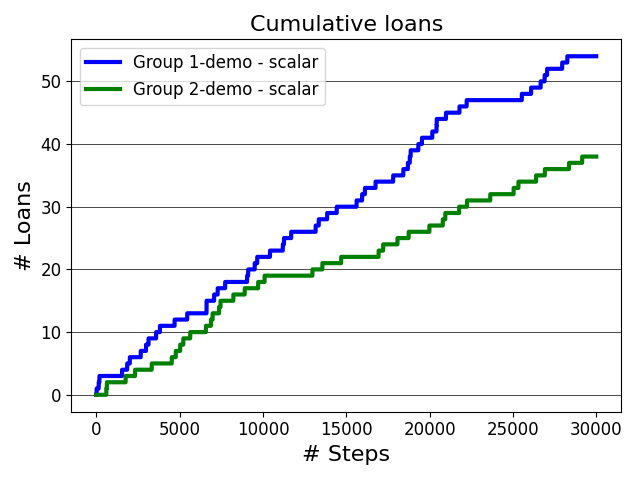 Cumulative loans
Group 1-demo - scalar
Group 2-demo - scalar
# Loans
50
40
30
20
10
0
0 5000 10000 15000 20000 25000 30000
# Steps